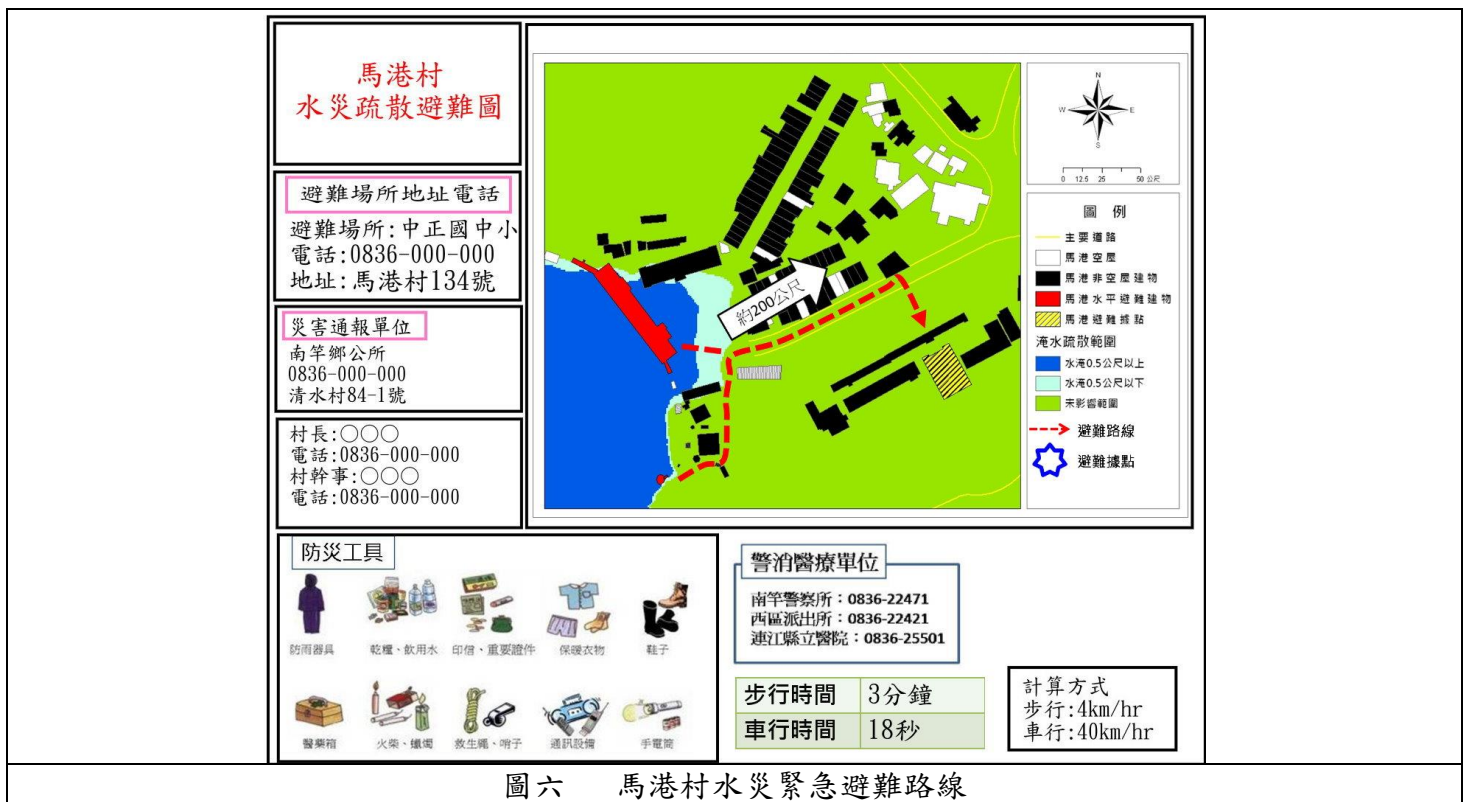 馬港村
水災疏散避難圖
避難場所地址電話
避難場所:中正國中小
電話:0836-000-000
地址:馬港村134號
災害通報單位
南竿鄉公所
0836-000-000
清水村84-1號
村長:○○○
電話:0836-000-000
村幹事:○○○
電話:0836-000-000
約200公尺
N
W E
S
0 12.5 25 50 公尺
圖 例
主要道路
馬港空屋
馬港非空屋建物
馬港水平避難建物
馬港避難據點
淹水疏散範圍
水淹0.5公尺以上
水淹0.5公尺以下
未影響範圍
避難路線
避難據點
防災工具
防雨器具
乾糧、飲用水
印信、重要證件
保暖衣物
鞋子
醫藥箱
火柴、蠟燭
救生繩、哨子
通訊設備
手電筒
警消醫療單位
南竿警察所：0836-22471
西區派出所：0836-22421
連江縣立醫院：0836-25501
步行時間 3分鐘
車行時間 18秒
計算方式
步行:4km/hr
車行:40km/hr
圖六 馬港村水災緊急避難路線